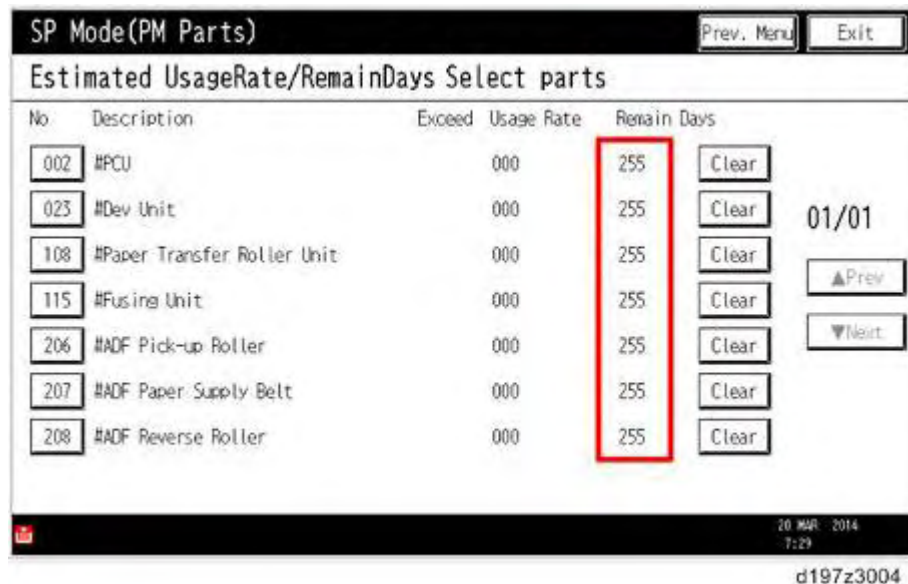 SP Mode(PM Parts) Prev. Menu Exit
Estimated UsageRate/RemainDays Select parts
No Description Exceed Usage Rate Remain Days
002 #PCU 000 255 Clear
023 #Dev Unit 000 255 Clear
01/01
108 #Paper Transfer Roller Unit 000 255 Clear
▲Prev
115 #Fusing Unit 000 255 Clear
▼Next
206 #ADF Pick-up Roller 000 255 Clear
207 #ADF Paper Supply Belt 000 255 Clear
208 #ADF Reverse Roller 000 255 Clear
20 MAR 2014
7:29
d197z3004